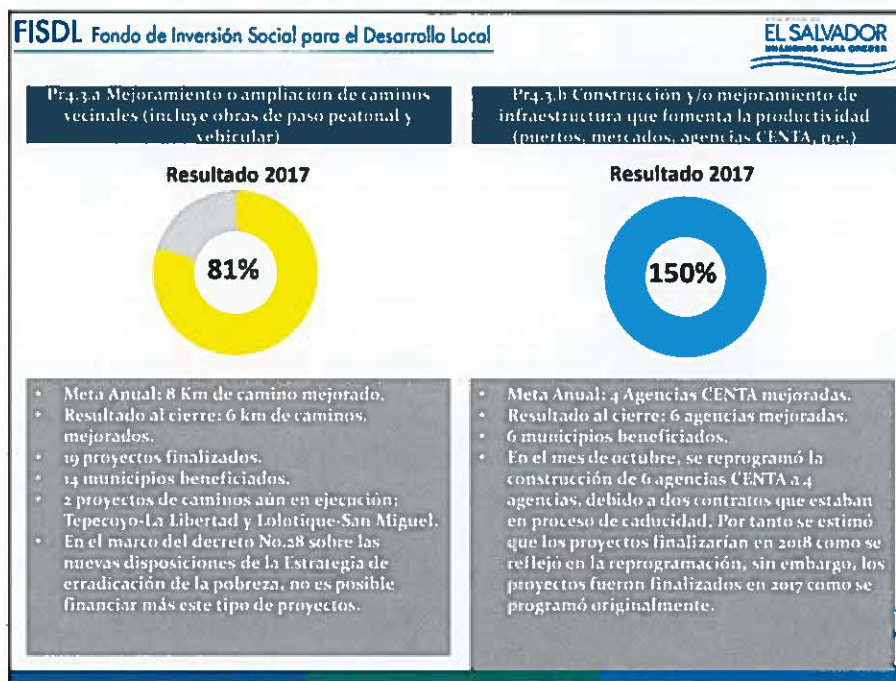 FISDL Fondo de Inversión Social para el Desarrollo Local
EL SALVADOR
UNÁMONOS PARA CRECER
Pr4.3.a Mejoramiento o ampliacion de caminos
vecinales (incluye obras de paso peatonal y
vehicular)
Resultado 2017
81%
• Meta Anual: 8 Km de camino mejorado.
• Resultado al cierre: 6 km de caminos
mejorados.
• 19 proyectos finalizados.
• 14 municipios beneficiados.
• 2 proyectos de caminos aún en ejecución:
Tepecoyo-La Libertad y Lolotique-San Miguel.
• En el marco del decreto No.28 sobre las
nuevas disposiciones de la Estrategia de
erradicación de la pobreza, no es posible
financiar más este tipo de proyectos.
Pr4.3.b Construcción y/o mejoramiento de
infraestructura que fomenta la productividad
(puertos, mercados, agencias CENTA, p.e.)
Resultado 2017
150%
• Meta Anual: 4 Agencias CENTA mejoradas.
• Resultado al cierre: 6 agencias mejoradas.
• 6 municipios beneficiados.
• En el mes de octubre, se reprogramó la
construcción de 6 agencias CENTA a 4
agencias, debido a dos contratos que estaban
en proceso de caducidad. Por tanto se estimó
que los proyectos finalizarían en 2018 como se
reflejó en la reprogramación, sin embargo, los
proyectos fueron finalizados en 2017 como se
programó originalmente.